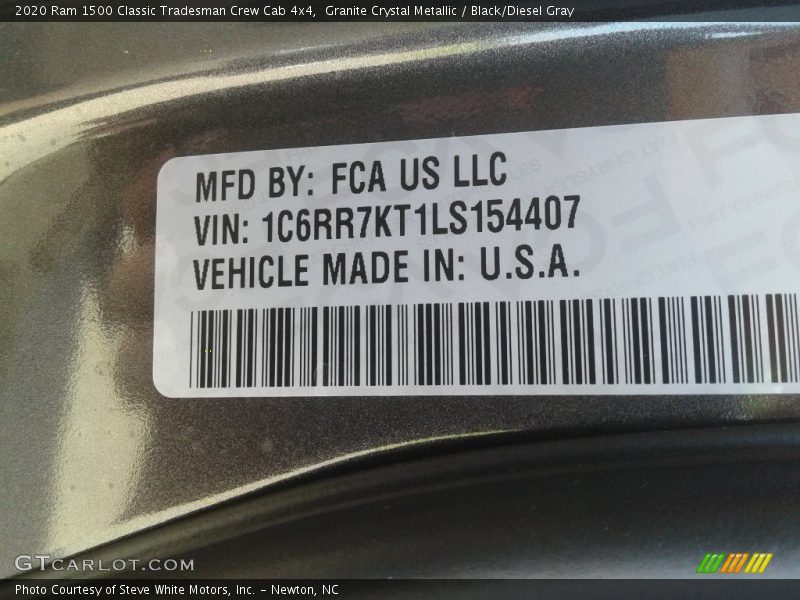 2020 Ram 1500 Classic Tradesman Crew Cab 4x4, Granite Crystal Metallic / Black/Diesel Gray
MFD BY: FCA US LLC
VIN: 1C6RR7KT1LS154407
VEHICLE MADE IN: U.S.A.
GTCARLOT.COM
Photo Courtesy of Steve White Motors, Inc. – Newton, NC